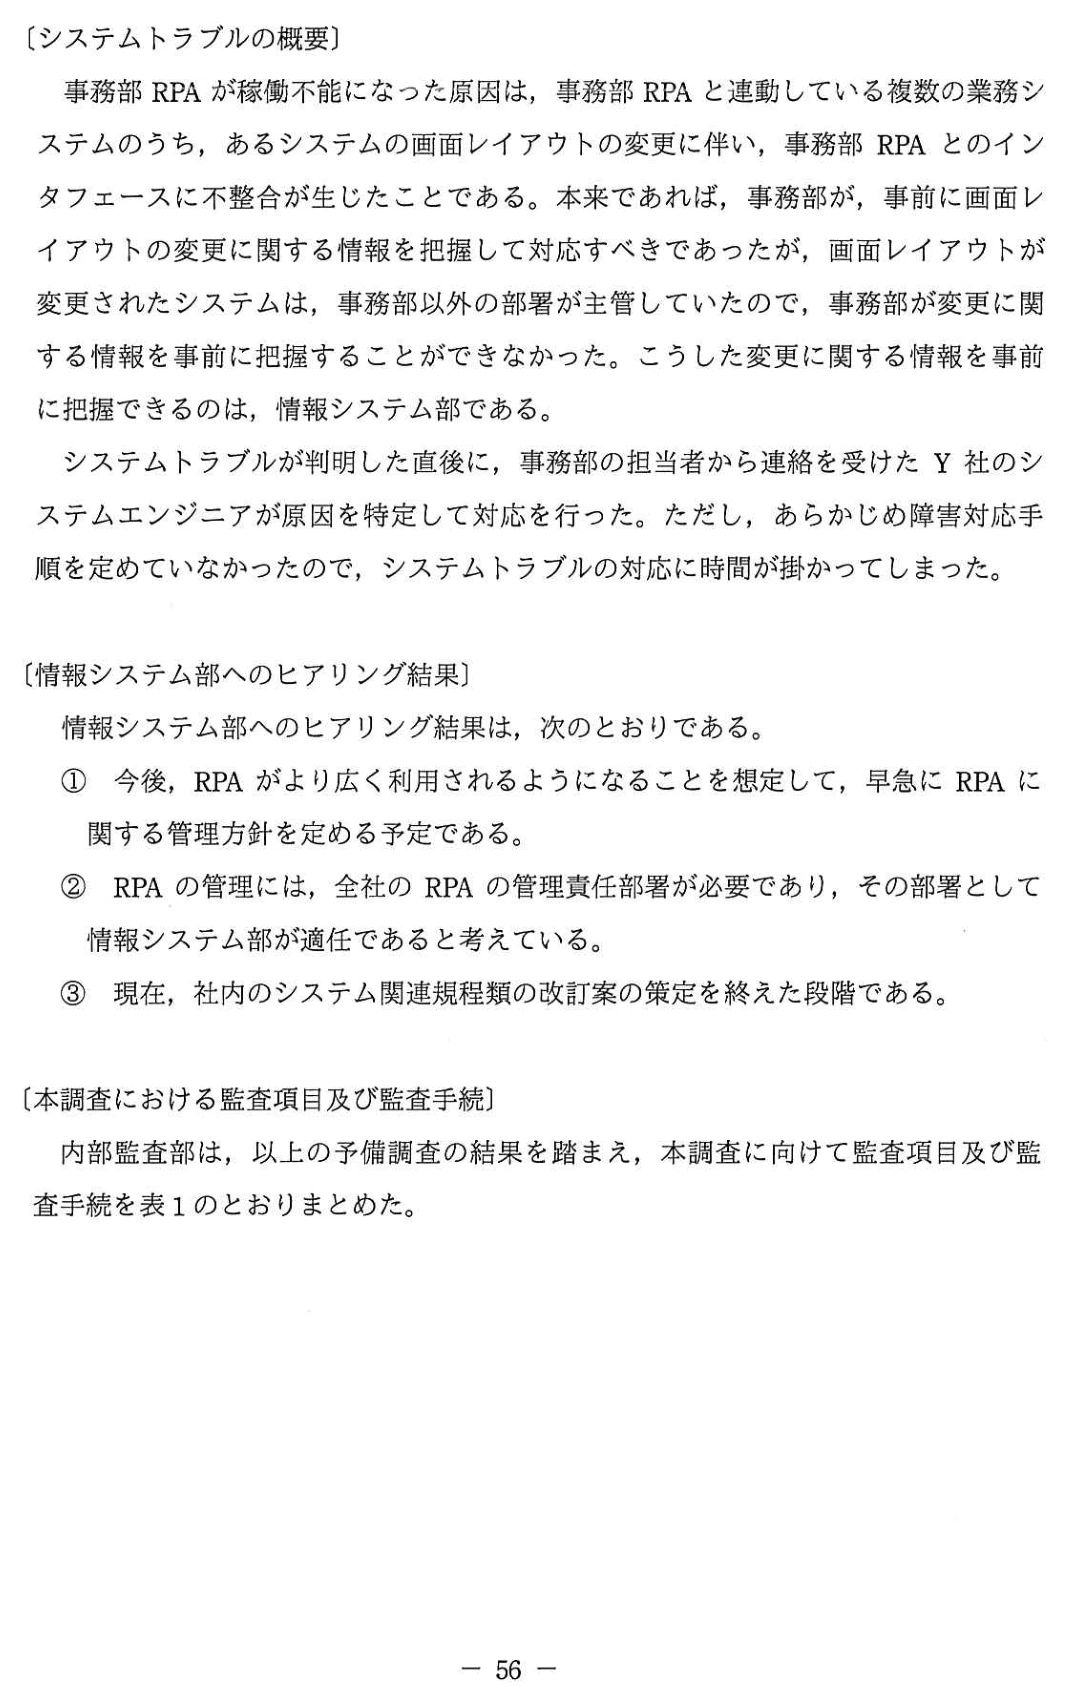 〔システムトラブルの概要〕
事務部 RPA が稼働不能になった原因は，事務部 RPA と連動している複数の業務シ
ステムのうち，あるシステムの画面レイアウトの変更に伴い，事務部 RPA とのイン
タフェースに不整合が生じたことである。本来であれば，事務部が，事前に画面レ
イアウトの変更に関する情報を把握して対応すべきであったが，画面レイアウトが
変更されたシステムは，事務部以外の部署が主管していたので，事務部が変更に関
する情報を事前に把握することができなかった。こうした変更に関する情報を事前
に把握できるのは，情報システム部である。
システムトラブルが判明した直後に，事務部の担当者から連絡を受けた Y 社のシ
ステムエンジニアが原因を特定して対応を行った。ただし，あらかじめ障害対応手
順を定めていなかったので，システムトラブルの対応に時間が掛かってしまった。
〔情報システム部へのヒアリング結果〕
情報システム部へのヒアリング結果は，次のとおりである。
① 今後，RPA がより広く利用されるようになることを想定して，早急に RPA に
関する管理方針を定める予定である。
② RPA の管理には，全社の RPA の管理責任部署が必要であり，その部署として
情報システム部が適任であると考えている。
③ 現在，社内のシステム関連規程類の改訂案の策定を終えた段階である。
〔本調査における監査項目及び監査手続〕
内部監査部は，以上の予備調査の結果を踏まえ，本調査に向けて監査項目及び監
査手続を表１のとおりまとめた。
－ 56 －